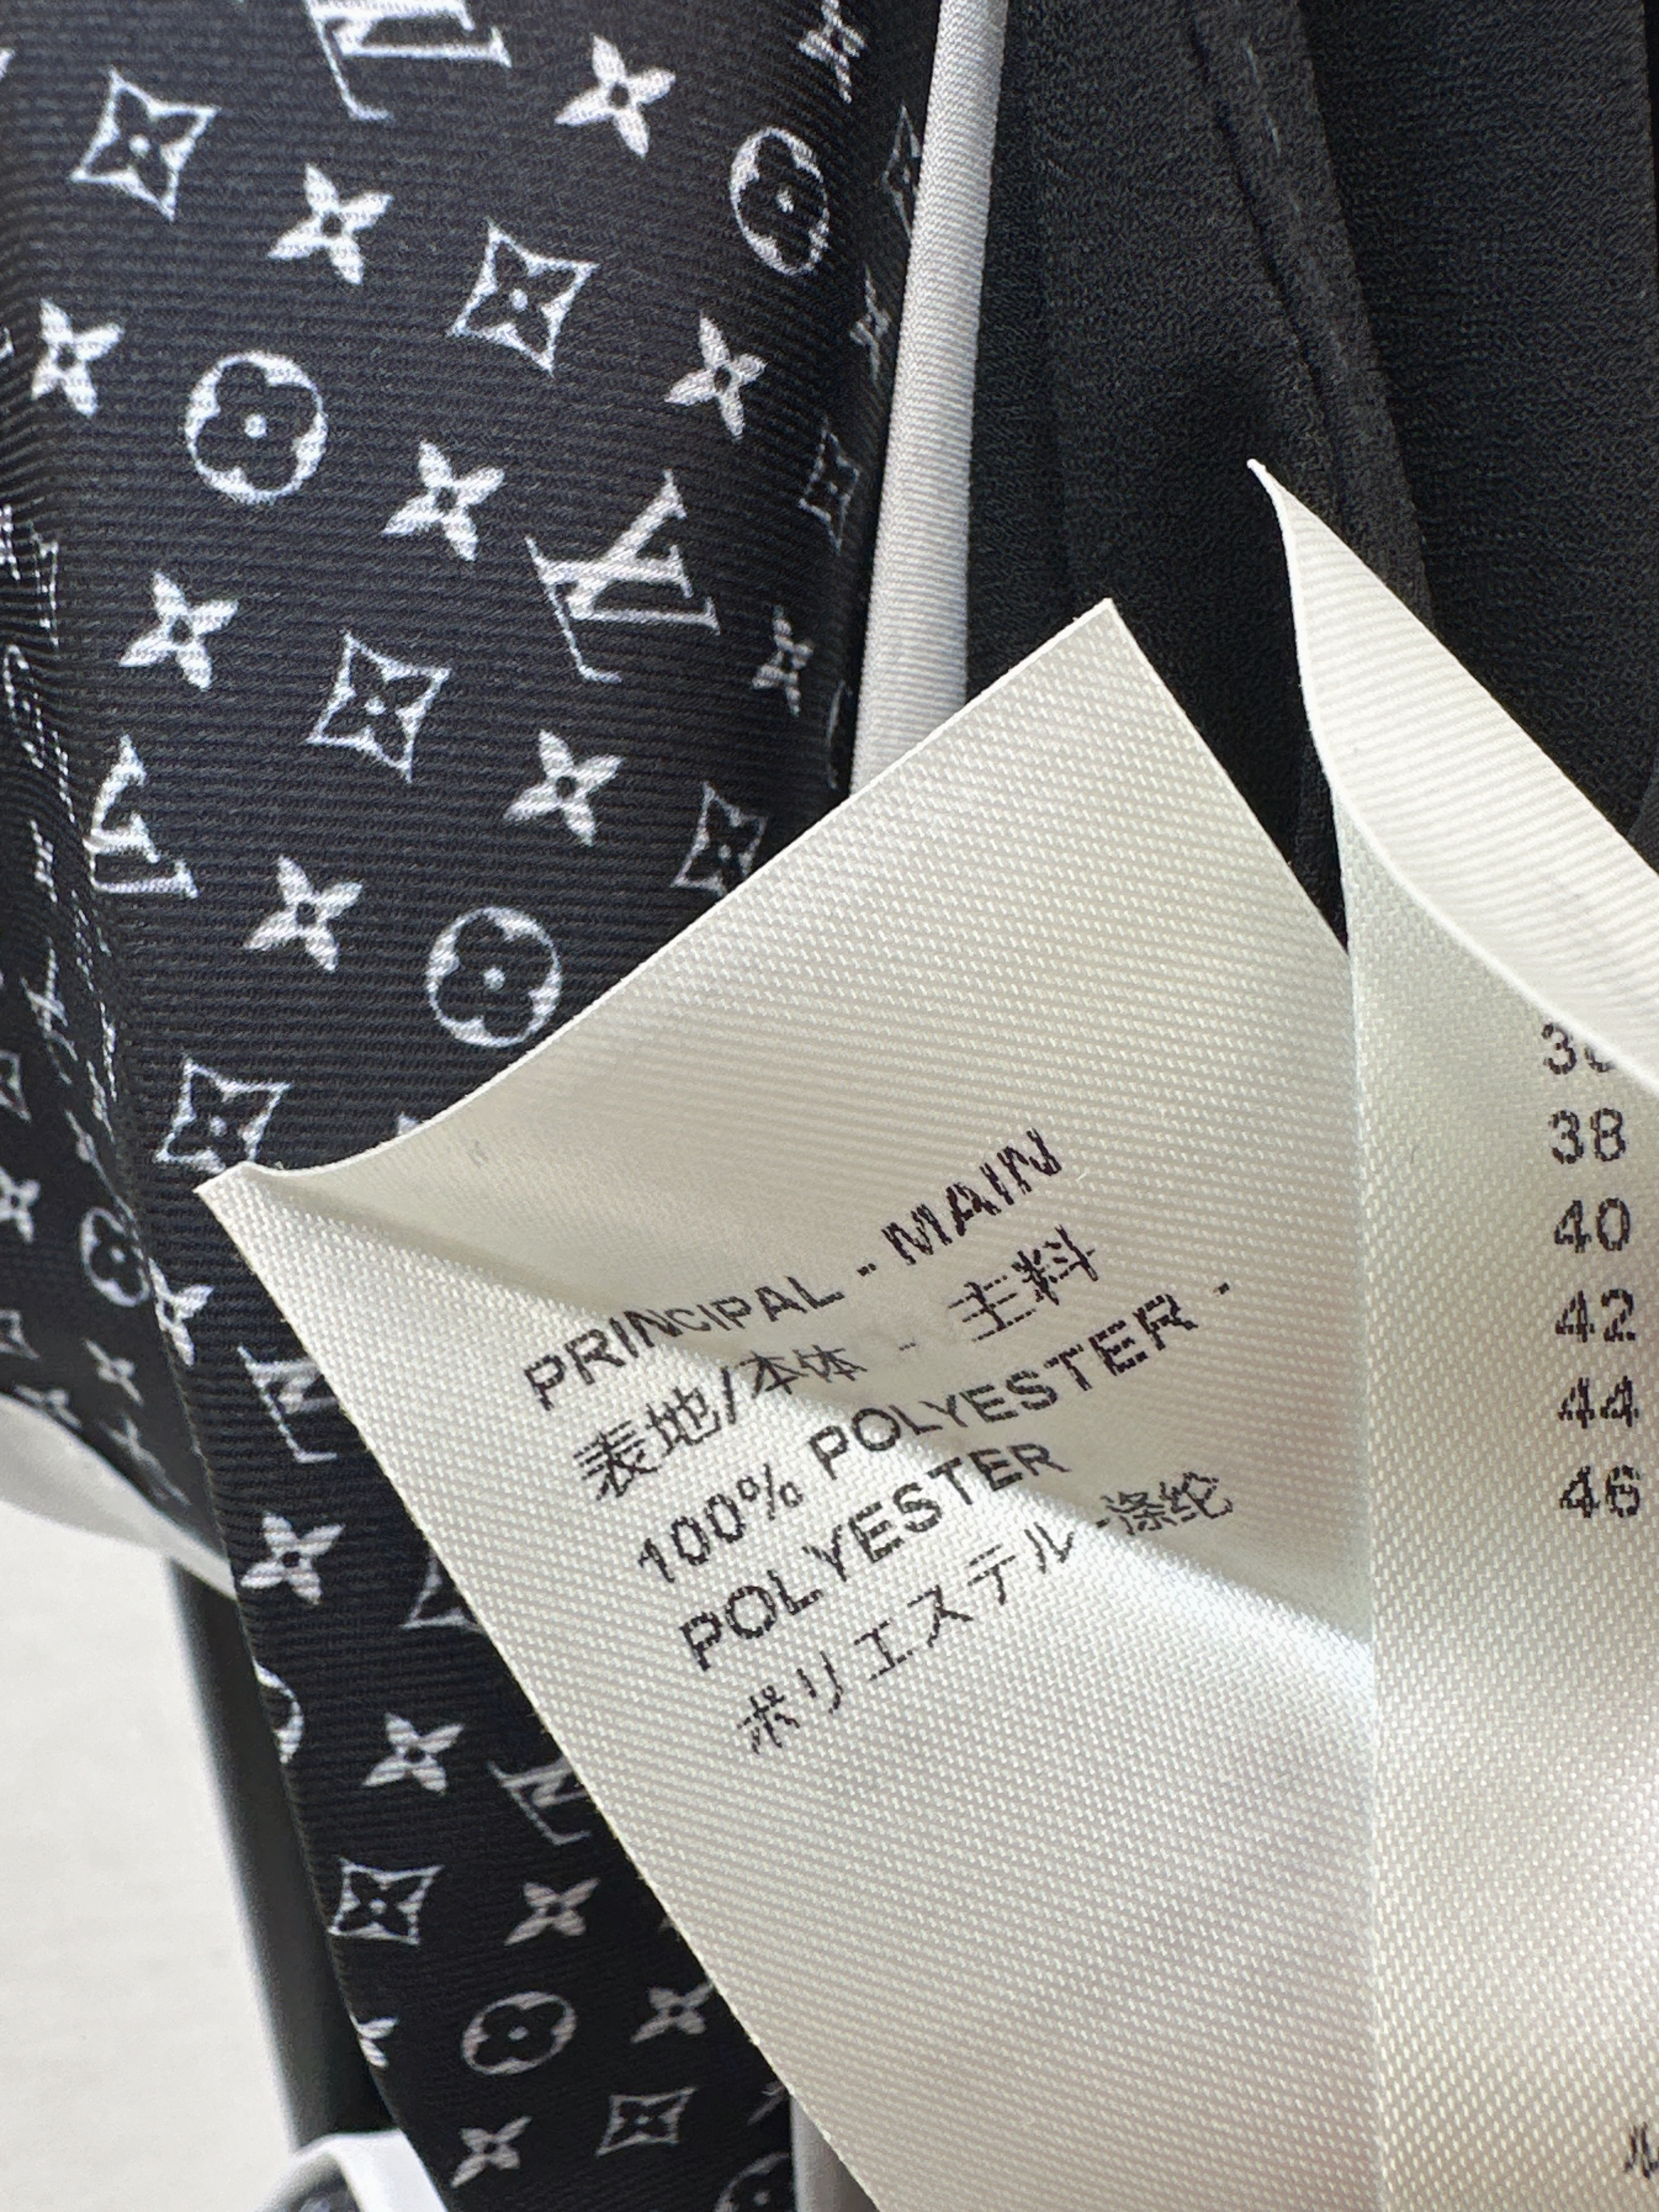 PRINCIPAL - MAIN
表地/本体 - 主料
100% POLYESTER -
POLYESTER
ポリエステル -涤纶
38
40
42
44
46